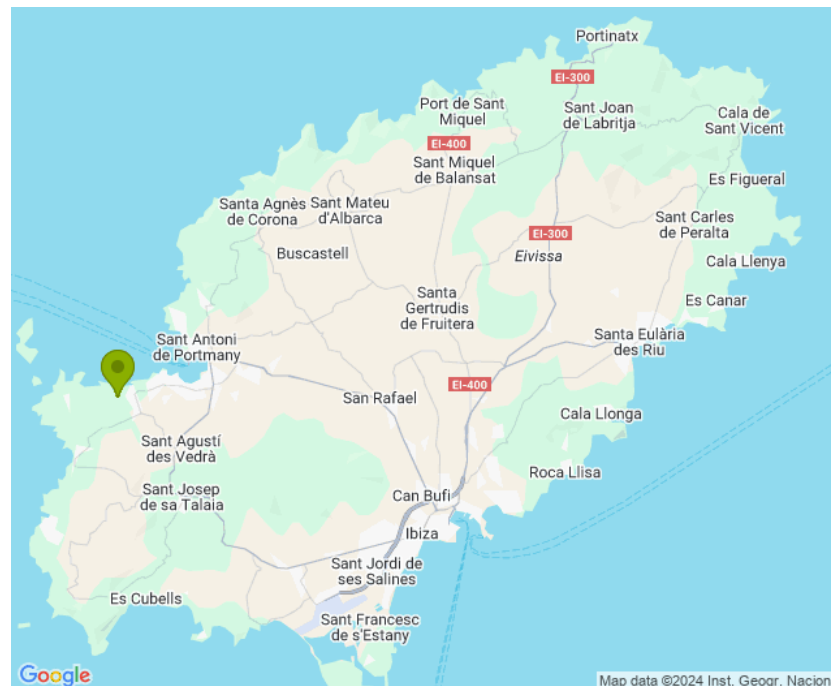 Portinatx
EI-300
Port de Sant
Miquel
Sant Joan
de Labritja
Cala de
Sant Vicent
EI-400
Sant Miquel
de Balansat
Es Figueral
Santa Agnès
de Corona
Sant Mateu
d'Albarca
Sant Carles
de Peralta
EI-300
Buscastell
Eivissa
Cala Llenya
Santa
Gertrudis
de Fruitera
Es Canar
Sant Antoni
de Portmany
Santa Eulària
des Riu
EI-400
San Rafael
Cala Llonga
Sant Agustí
des Vedrà
Roca Llisa
Sant Josep
de sa Talaia
Can Bufi
Ibiza
Sant Jordi de
ses Salines
Es Cubells
Sant Francesc
de s'Estany
Google
Map data ©2024 Inst. Geogr. Nacion